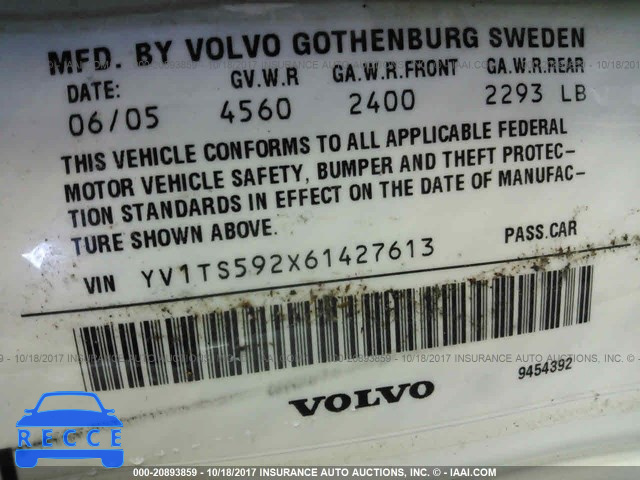 MFD. BY VOLVO GOTHENBURG SWEDEN
DATE: GV.W.R GA.W.R.FRONT GA.W.R.REAR
06/05 4560 2400 2293 LB
THIS VEHICLE CONFORMS TO ALL APPLICABLE FEDERAL
MOTOR VEHICLE SAFETY, BUMPER AND THEFT PROTEC-
TION STANDARDS IN EFFECT ON THE DATE OF MANUFAC-
TURE SHOWN ABOVE.
VIN YV1TS592X61427613 PASS.CAR
9454392
VOLVO
RECCE
000-20893859 - 10/18/2017 INSURANCE AUTO AUCTIONS, INC. - © IAAI.COM